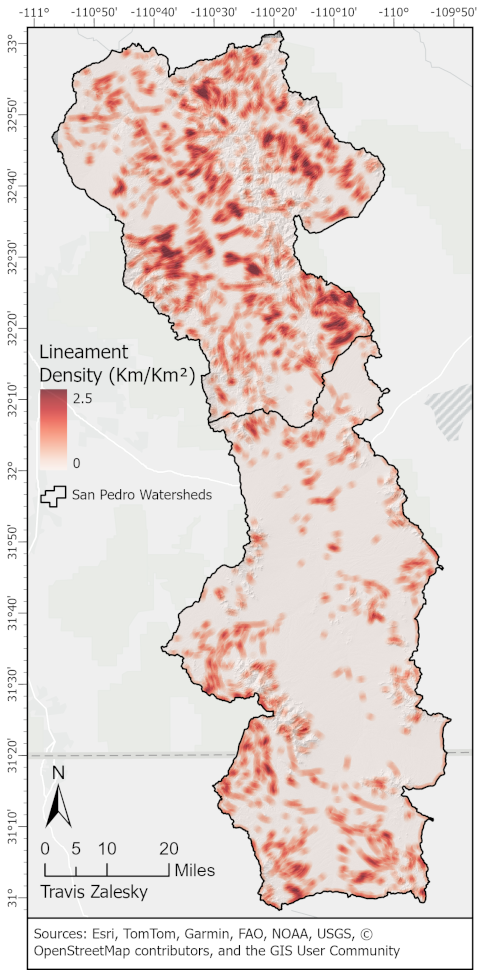 -111° -110°50' -110°40' -110°30' -110°20' -110°10' -110° -109°50'
33°
32°50'
32°40'
32°30'
32°20'
32°10'
32°
31°50'
31°40'
31°30'
31°20'
31°10'
31°
Lineament
Density (Km/Km²)
2.5
0
San Pedro Watersheds
N
0 5 10 20
Miles
Travis Zalesky
Sources: Esri, TomTom, Garmin, FAO, NOAA, USGS, ©
OpenStreetMap contributors, and the GIS User Community